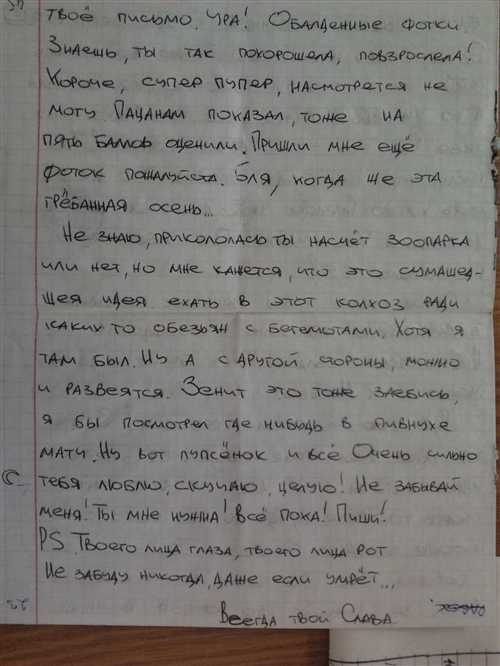 твоё письмо. Ура! Обалденные фотки.
Знаешь, ты так похорошела, повзрослела!
Короче, супер пупер, насмотрется не
могу Пацанам показал, тоже на
пять баллов оценили. Пришли мне ещё
фоток пожалуйста. Бля, когда же эта
грёбанная осень...
Не знаю, прикололась ты насчёт зоопарка
или нет, но мне кажется, что это сумашед-
шея идея ехать в этот колхоз ради
каких то обезьян с бегемотами. Хотя я
там был. Ну а с другой стороны, можно
и развеятся. Зенит это тоже заебись,
я бы посмотрел где нибудь в пивнухе
матч. Ну вот пупсёнок и всё Очень сильно
тебя люблю, скучаю, целую! Не забывай
меня! Ты мне нужна! Всё пока! Пиши!
PS Твоего лица глаза, твоего лица рот
Не забуду никогда, даже если умрёт...
Всегда твой Слава